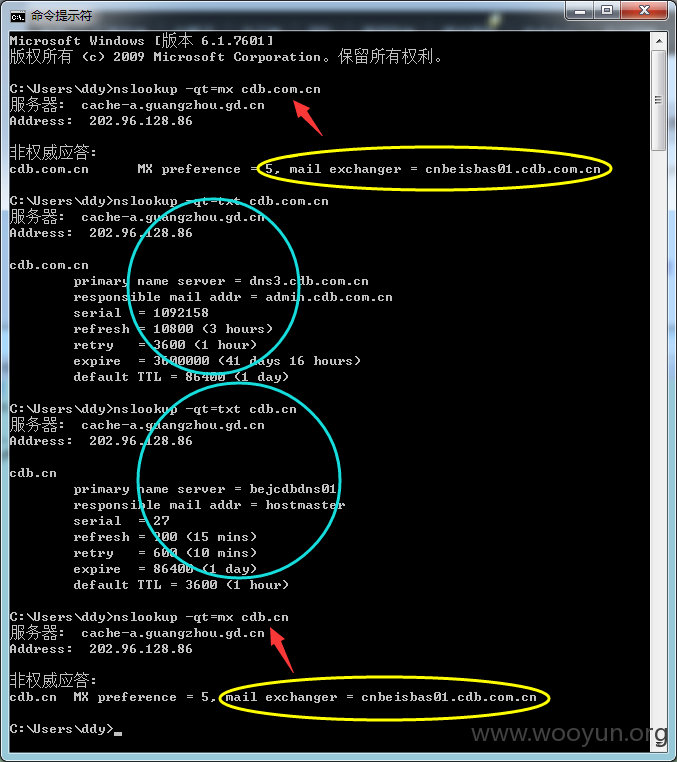 命令提示符
Microsoft Windows [版本 6.1.7601]
版权所有 (c) 2009 Microsoft Corporation。保留所有权利。
C:\Users\ddy>nslookup -qt=mx cdb.com.cn
服务器:  cache-a.guangzhou.gd.cn
Address:  202.96.128.86
非权威应答:
cdb.com.cn      MX preference = 5, mail exchanger = cnbeisbas01.cdb.com.cn
C:\Users\ddy>nslookup -qt=txt cdb.com.cn
服务器:  cache-a.guangzhou.gd.cn
Address:  202.96.128.86
cdb.com.cn
        primary name server = dns3.cdb.com.cn
        responsible mail addr = admin.cdb.com.cn
        serial  = 1092158
        refresh = 10800 (3 hours)
        retry   = 3600 (1 hour)
        expire  = 3600000 (41 days 16 hours)
        default TTL = 86400 (1 day)
C:\Users\ddy>nslookup -qt=txt cdb.cn
服务器:  cache-a.guangzhou.gd.cn
Address:  202.96.128.86
cdb.cn
        primary name server = bejcdbdns01
        responsible mail addr = hostmaster
        serial  = 27
        refresh = 900 (15 mins)
        retry   = 600 (10 mins)
        expire  = 86400 (1 day)
        default TTL = 3600 (1 hour)
C:\Users\ddy>nslookup -qt=mx cdb.cn
服务器:  cache-a.guangzhou.gd.cn
Address:  202.96.128.86
非权威应答:
cdb.cn  MX preference = 5, mail exchanger = cnbeisbas01.cdb.com.cn
C:\Users\ddy>
www.wooyun.org